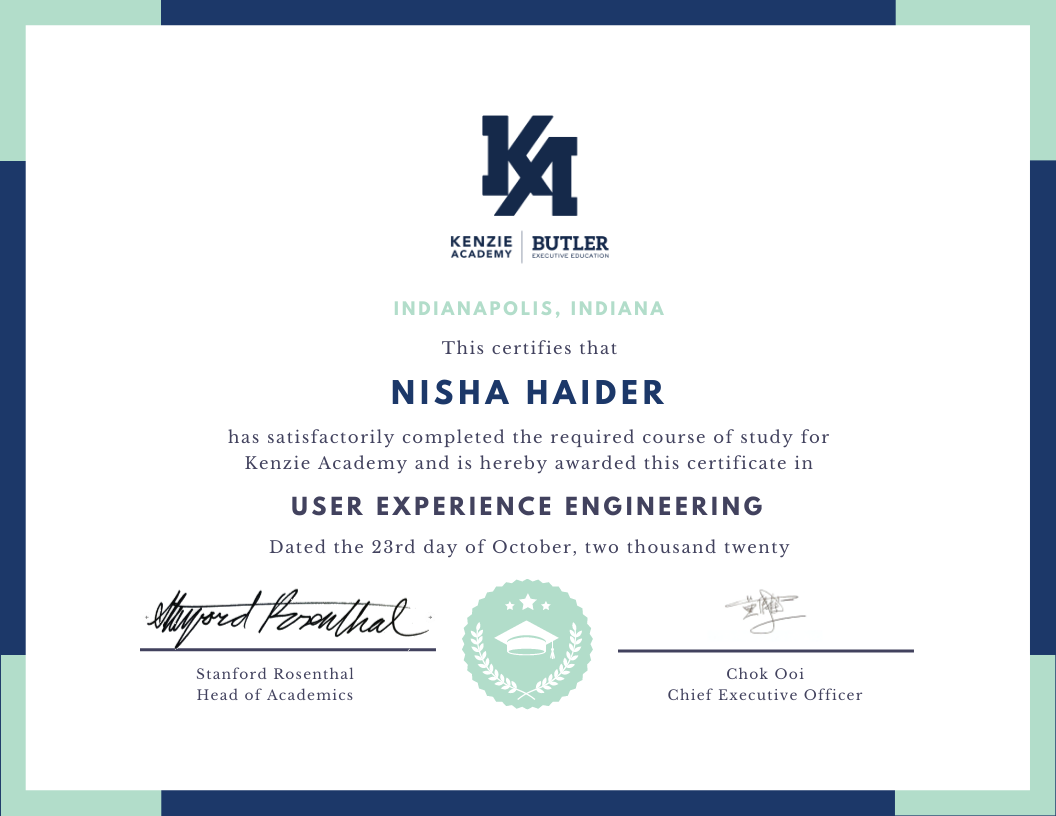 KA
KENZIE ACADEMY
BUTLER EXECUTIVE EDUCATION
INDIANAPOLIS, INDIANA
This certifies that
NISHA HAIDER
has satisfactorily completed the required course of study for
Kenzie Academy and is hereby awarded this certificate in
USER EXPERIENCE ENGINEERING
Dated the 23rd day of October, two thousand twenty
Stanford Rosenthal
Stanford Rosenthal
Head of Academics
Chok Ooi
Chief Executive Officer